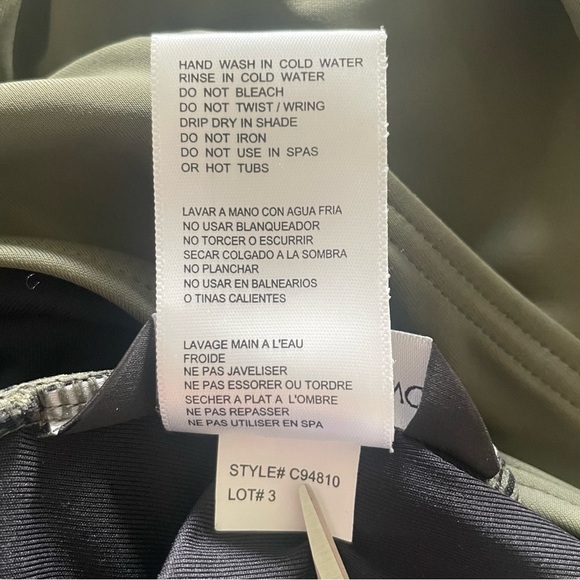 HAND WASH IN COLD WATER
RINSE IN COLD WATER
DO NOT BLEACH
DO NOT TWIST / WRING
DRIP DRY IN SHADE
DO NOT IRON
DO NOT USE IN SPAS
OR HOT TUBS
LAVAR A MANO CON AGUA FRIA
NO USAR BLANQUEADOR
NO TORCER O ESCURRIR
SECAR COLGADO A LA SOMBRA
NO PLANCHAR
NO USAR EN BALNEARIOS
O TINAS CALIENTES
LAVAGE MAIN A L'EAU
FROIDE
NE PAS JAVELISER
NE PAS ESSORER OU TORDRE
SECHER A PLAT A L'OMBRE
NE PAS REPASSER
NE PAS UTILISER EN SPA
STYLE# C94810
LOT# 3